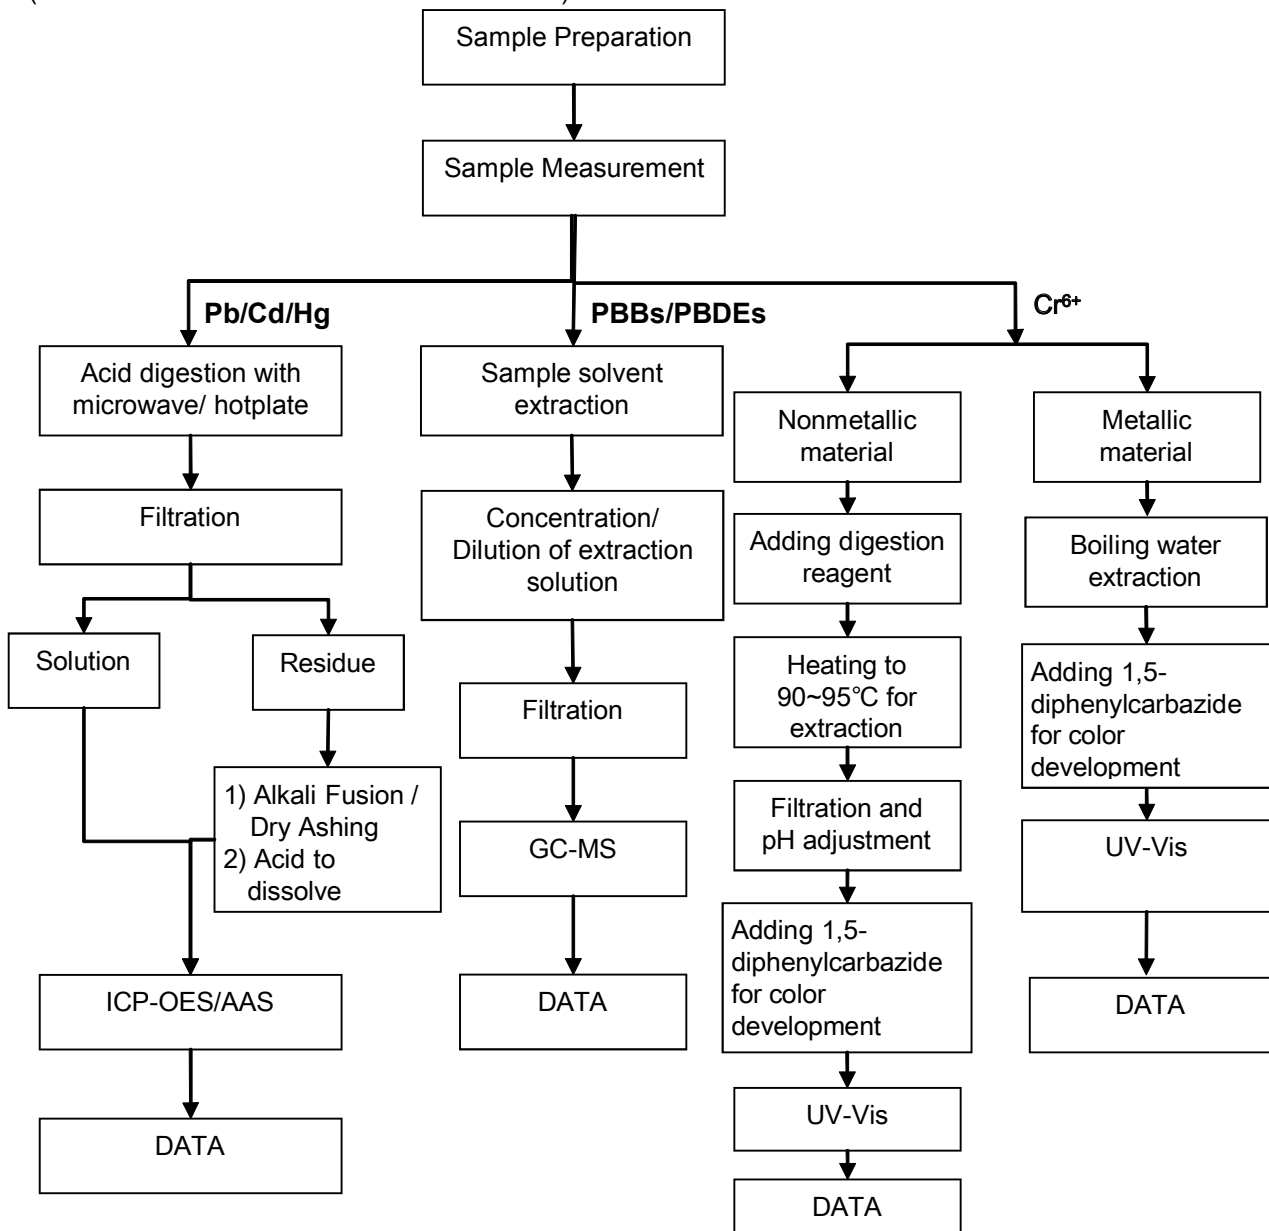 Sample Preparation
Sample Measurement
Pb/Cd/Hg
PBBs/PBDEs
Cr⁶⁺
Acid digestion with
microwave/ hotplate
Filtration
Solution
Residue
1) Alkali Fusion /
Dry Ashing
2) Acid to
dissolve
ICP-OES/AAS
DATA
Sample solvent
extraction
Concentration/
Dilution of extraction
solution
Filtration
GC-MS
DATA
Nonmetallic
material
Adding digestion
reagent
Heating to
90~95℃ for
extraction
Filtration and
pH adjustment
Adding 1,5-
diphenylcarbazide
for color
development
UV-Vis
DATA
Metallic
material
Boiling water
extraction
Adding 1,5-
diphenylcarbazide
for color
development
UV-Vis
DATA